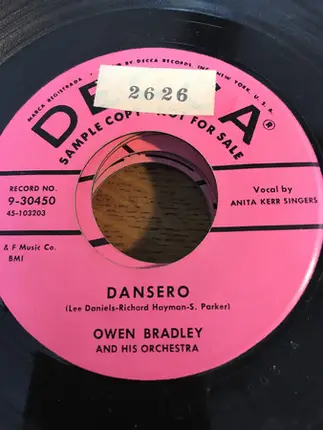 MARCA REGISTRADA • BY DECCA RECORDS, INC., NEW YORK, U. S. A.
DE A®
2626
SAMPLE COPY NOT FOR SALE
RECORD NO.
9-30450
45-103203
Vocal by
ANITA KERR SINGERS
& F Music Co.
BMI
DANSERO
(Lee Daniels-Richard Hayman-S. Parker)
OWEN BRADLEY
AND HIS ORCHESTRA